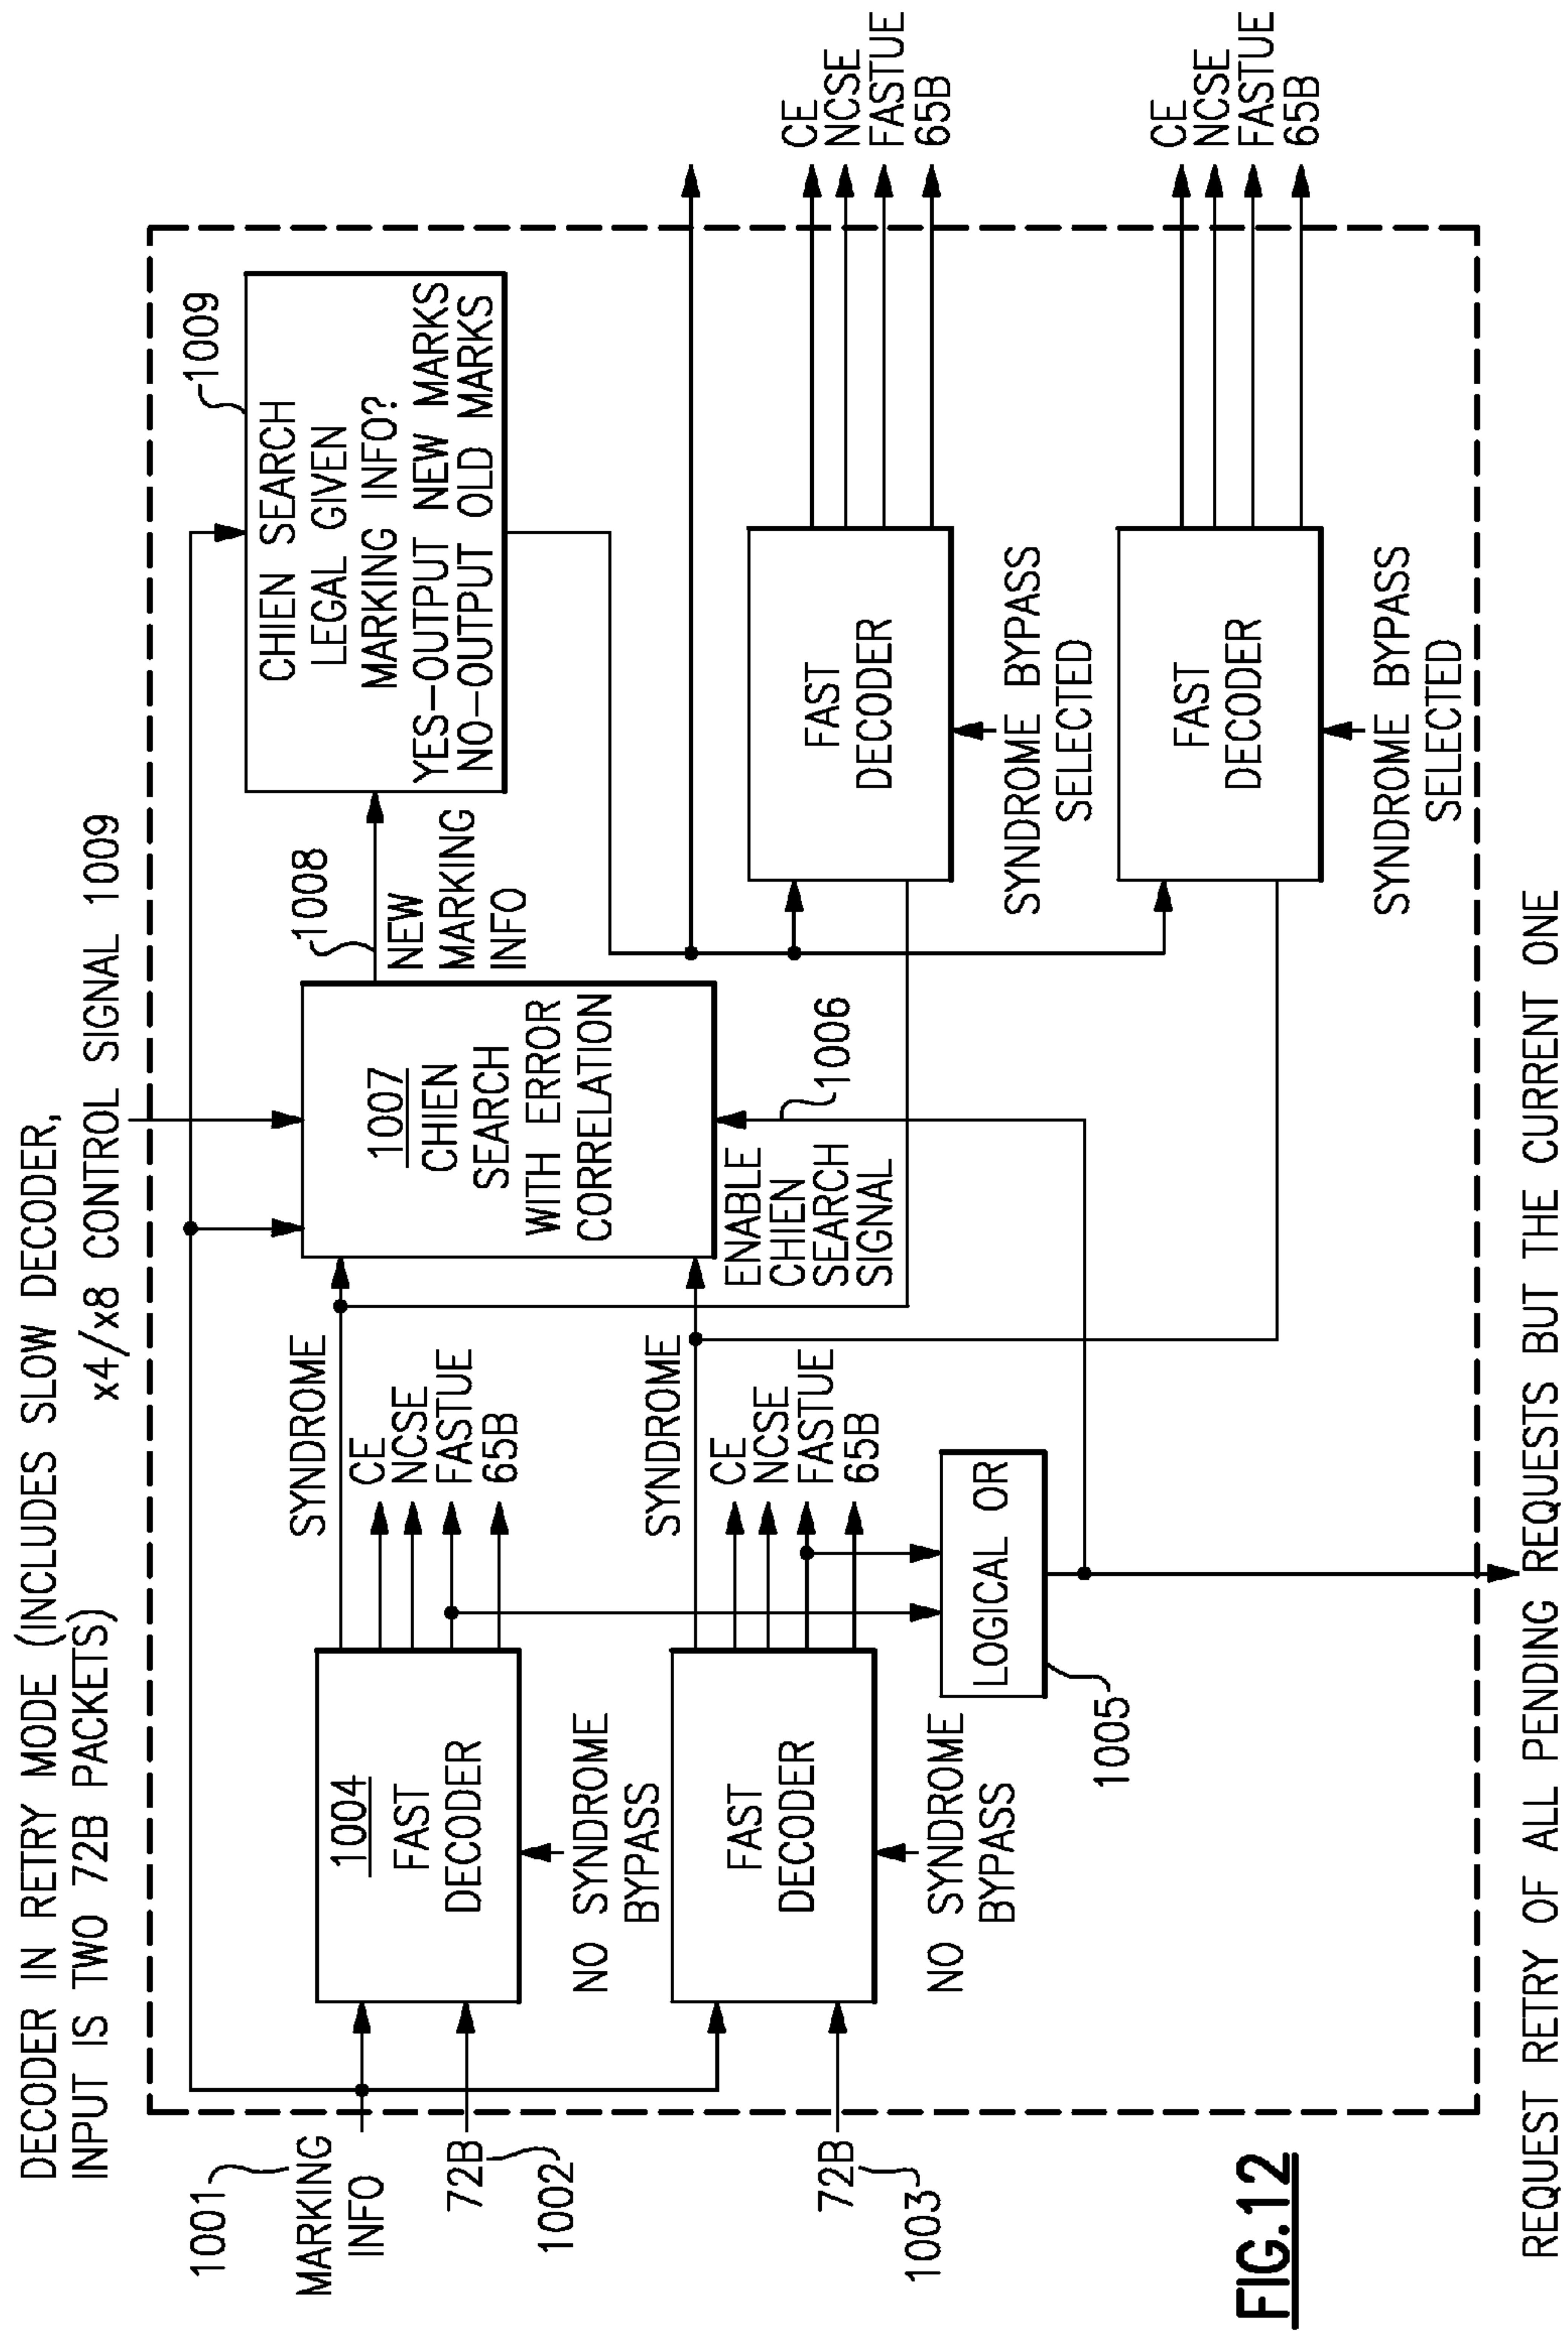 DECODER IN RETRY MODE (INCLUDES SLOW DECODER,
INPUT IS TWO 72B PACKETS)
x4/x8 CONTROL SIGNAL 1009
1001
MARKING
INFO
72B
1002
72B
1003
1004
FAST
DECODER
NO SYNDROME
BYPASS
SYNDROME
CE
NCSE
FASTUE
65B
FAST
DECODER
NO SYNDROME
BYPASS
SYNDROME
CE
NCSE
FASTUE
65B
LOGICAL OR
1005
1007
CHIEN
SEARCH
WITH ERROR
CORRELATION
ENABLE
CHIEN
SEARCH
SIGNAL
1006
1008
NEW
MARKING
INFO
1009
CHIEN SEARCH
LEGAL GIVEN
MARKING INFO?
YES-OUTPUT NEW MARKS
NO-OUTPUT OLD MARKS
FAST
DECODER
SYNDROME BYPASS
SELECTED
CE
NCSE
FASTUE
65B
FAST
DECODER
SYNDROME BYPASS
SELECTED
CE
NCSE
FASTUE
65B
FIG.12
REQUEST RETRY OF ALL PENDING REQUESTS BUT THE CURRENT ONE